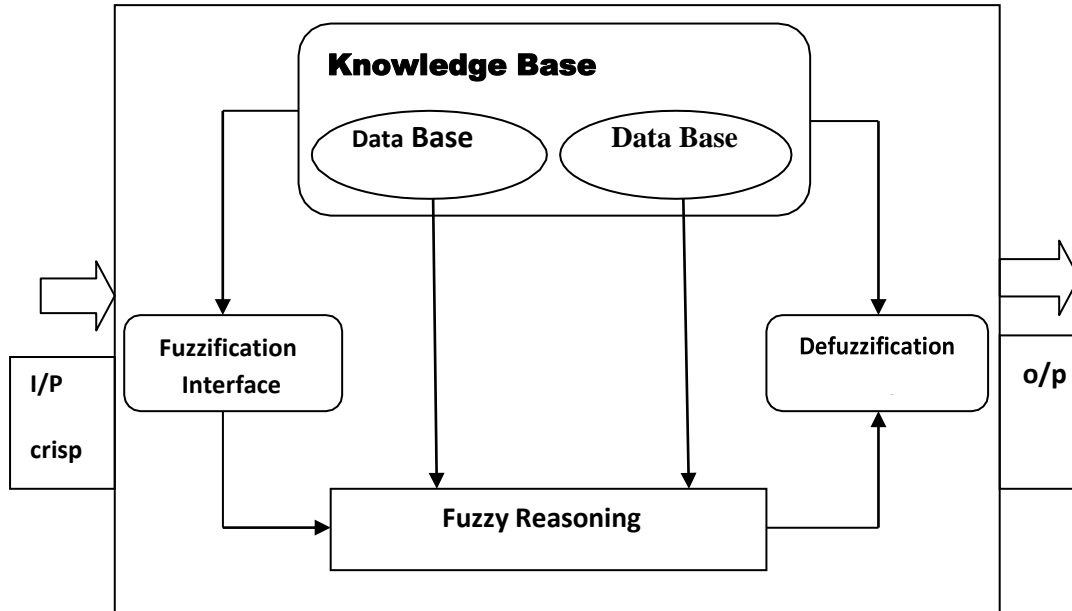 Knowledge Base
Data Base
Data Base
Fuzzification
Interface
Defuzzification
I/P
crisp
o/p
Fuzzy Reasoning